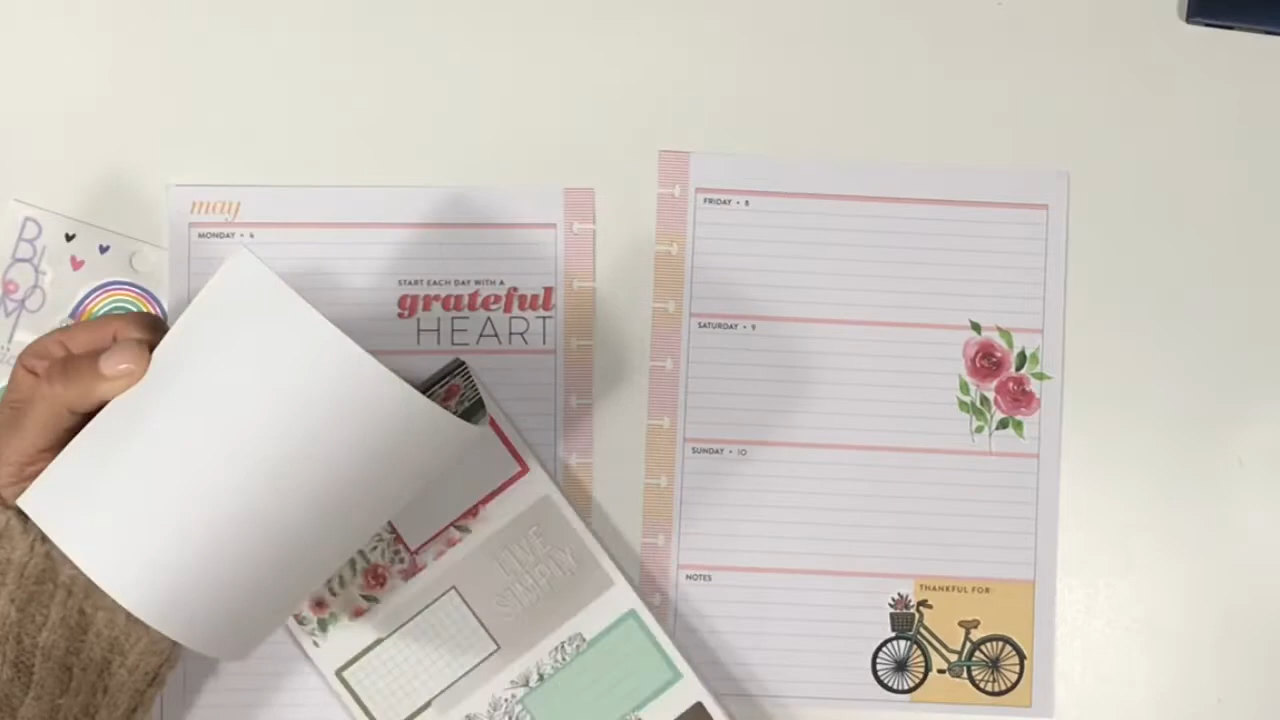 may
MONDAY • 4
START EACH DAY WITH A
grateful
HEART
LIVE
SIMPLY
FRIDAY • 8
SATURDAY • 9
SUNDAY • 10
NOTES
THANKFUL FOR: